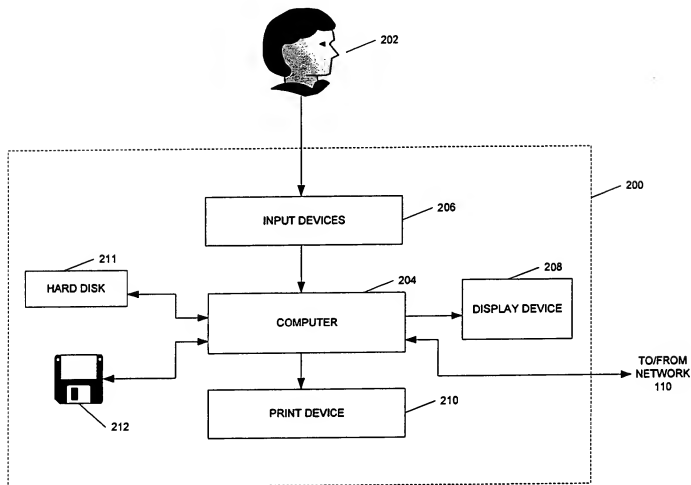 202
200
INPUT DEVICES
206
211
HARD DISK
204
208
COMPUTER
DISPLAY DEVICE
TO/FROM
NETWORK
110
212
PRINT DEVICE
210